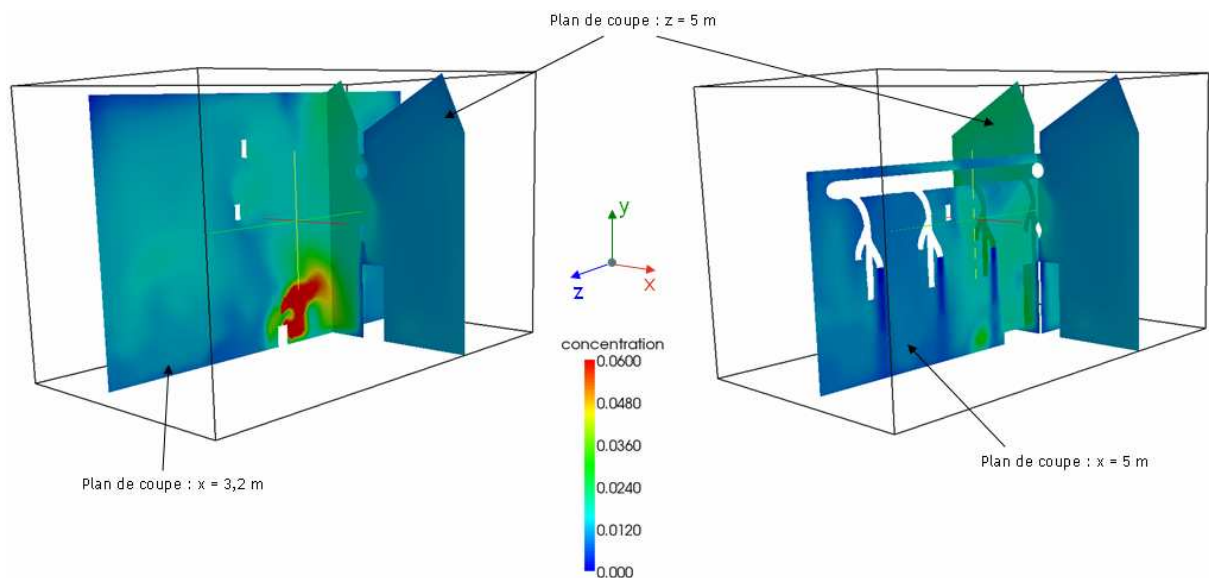 Plan de coupe : z = 5 m
y
z
x
concentration
0.0600
0.0480
0.0360
0.0240
0.0120
0.000
Plan de coupe : x = 5 m
Plan de coupe : x = 3,2 m